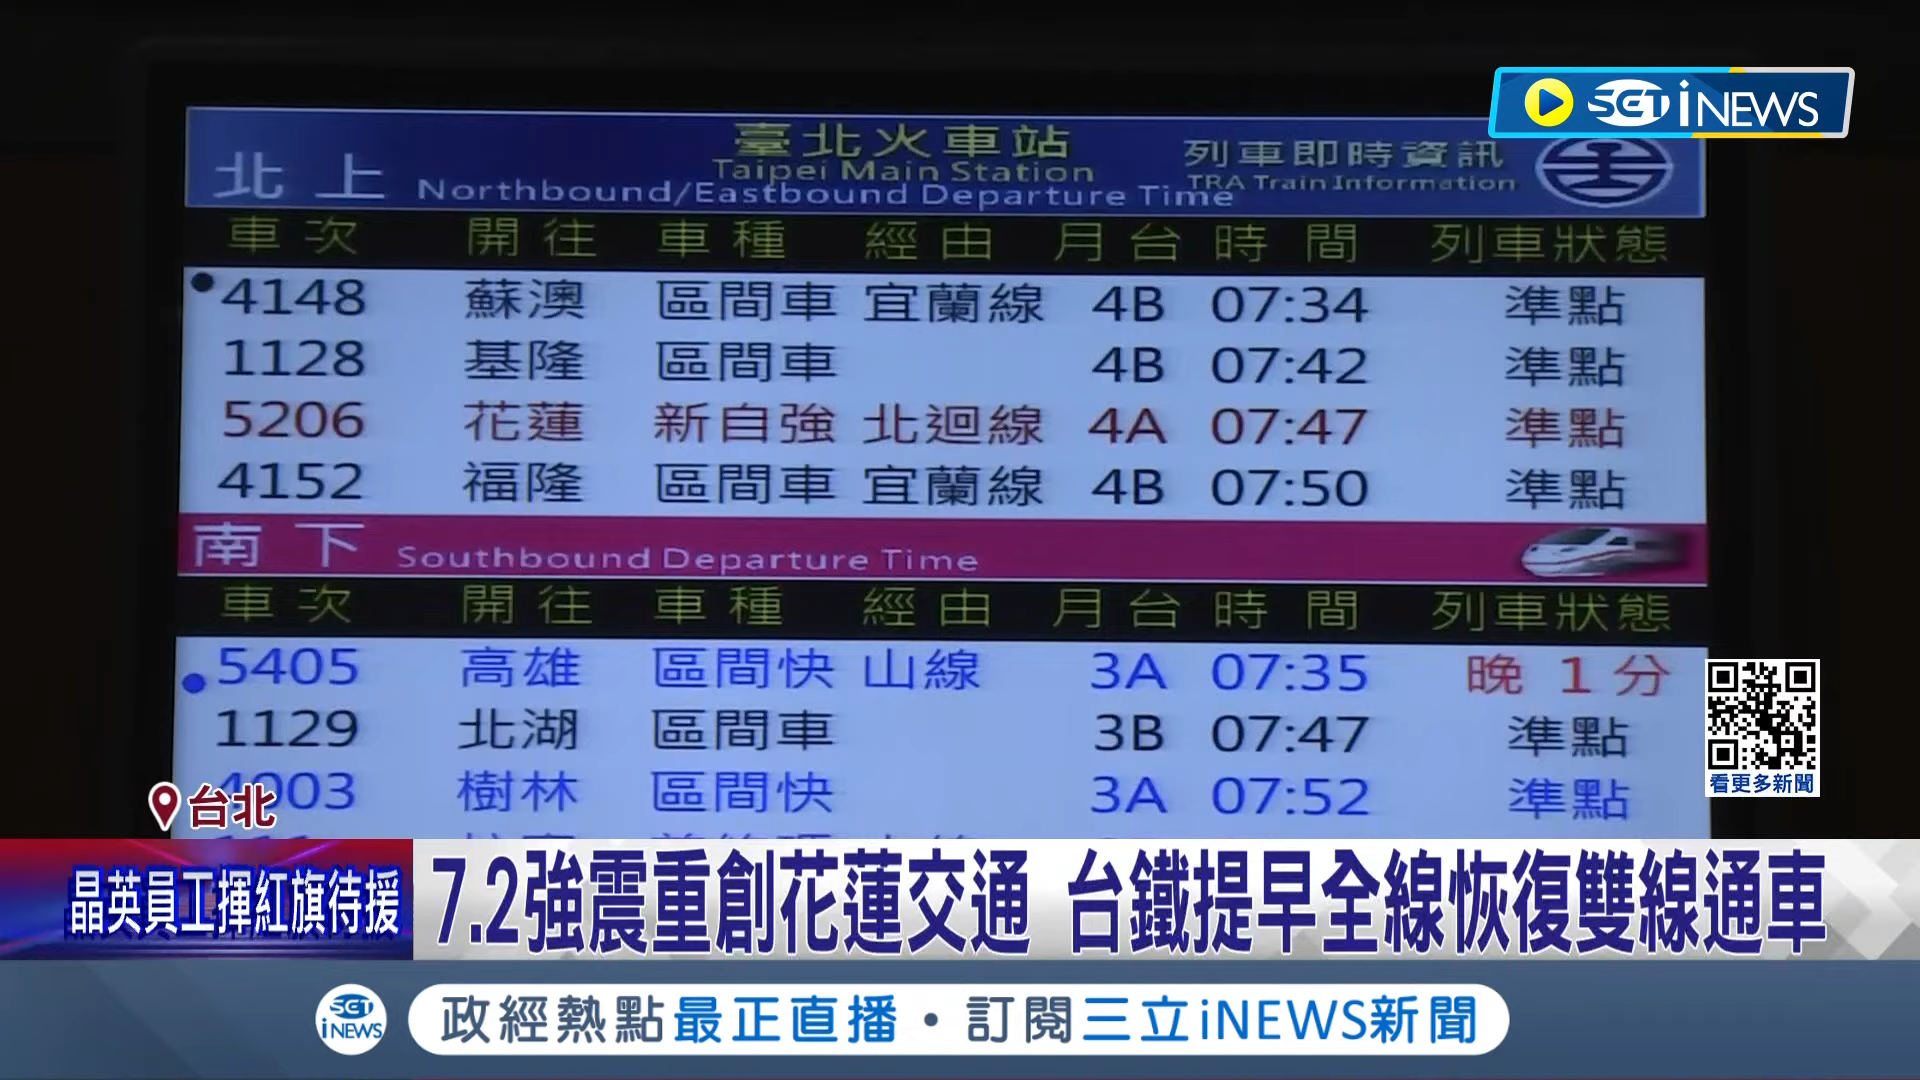 SET iNEWS
臺北火車站
列車即時資訊
北上
Taipei Main Station
TRA Train Information
Northbound/Eastbound Departure Time
車次 開往 車種 經由 月台 時間 列車狀態
4148 蘇澳 區間車 宜蘭線 4B 07:34 準點
1128 基隆 區間車 4B 07:42 準點
5206 花蓮 新自強 北迴線 4A 07:47 準點
4152 福隆 區間車 宜蘭線 4B 07:50 準點
南下 Southbound Departure Time
車次 開往 車種 經由 月台 時間 列車狀態
5405 高雄 區間快 山線 3A 07:35 晚 1 分
1129 北湖 區間車 3B 07:47 準點
4003 樹林 區間快 3A 07:52 準點
看更多新聞
台北
晶英員工揮紅旗待援
7.2強震重創花蓮交通 台鐵提早全線恢復雙線通車
SET iNEWS
政經熱點最正直播・訂閱三立iNEWS新聞